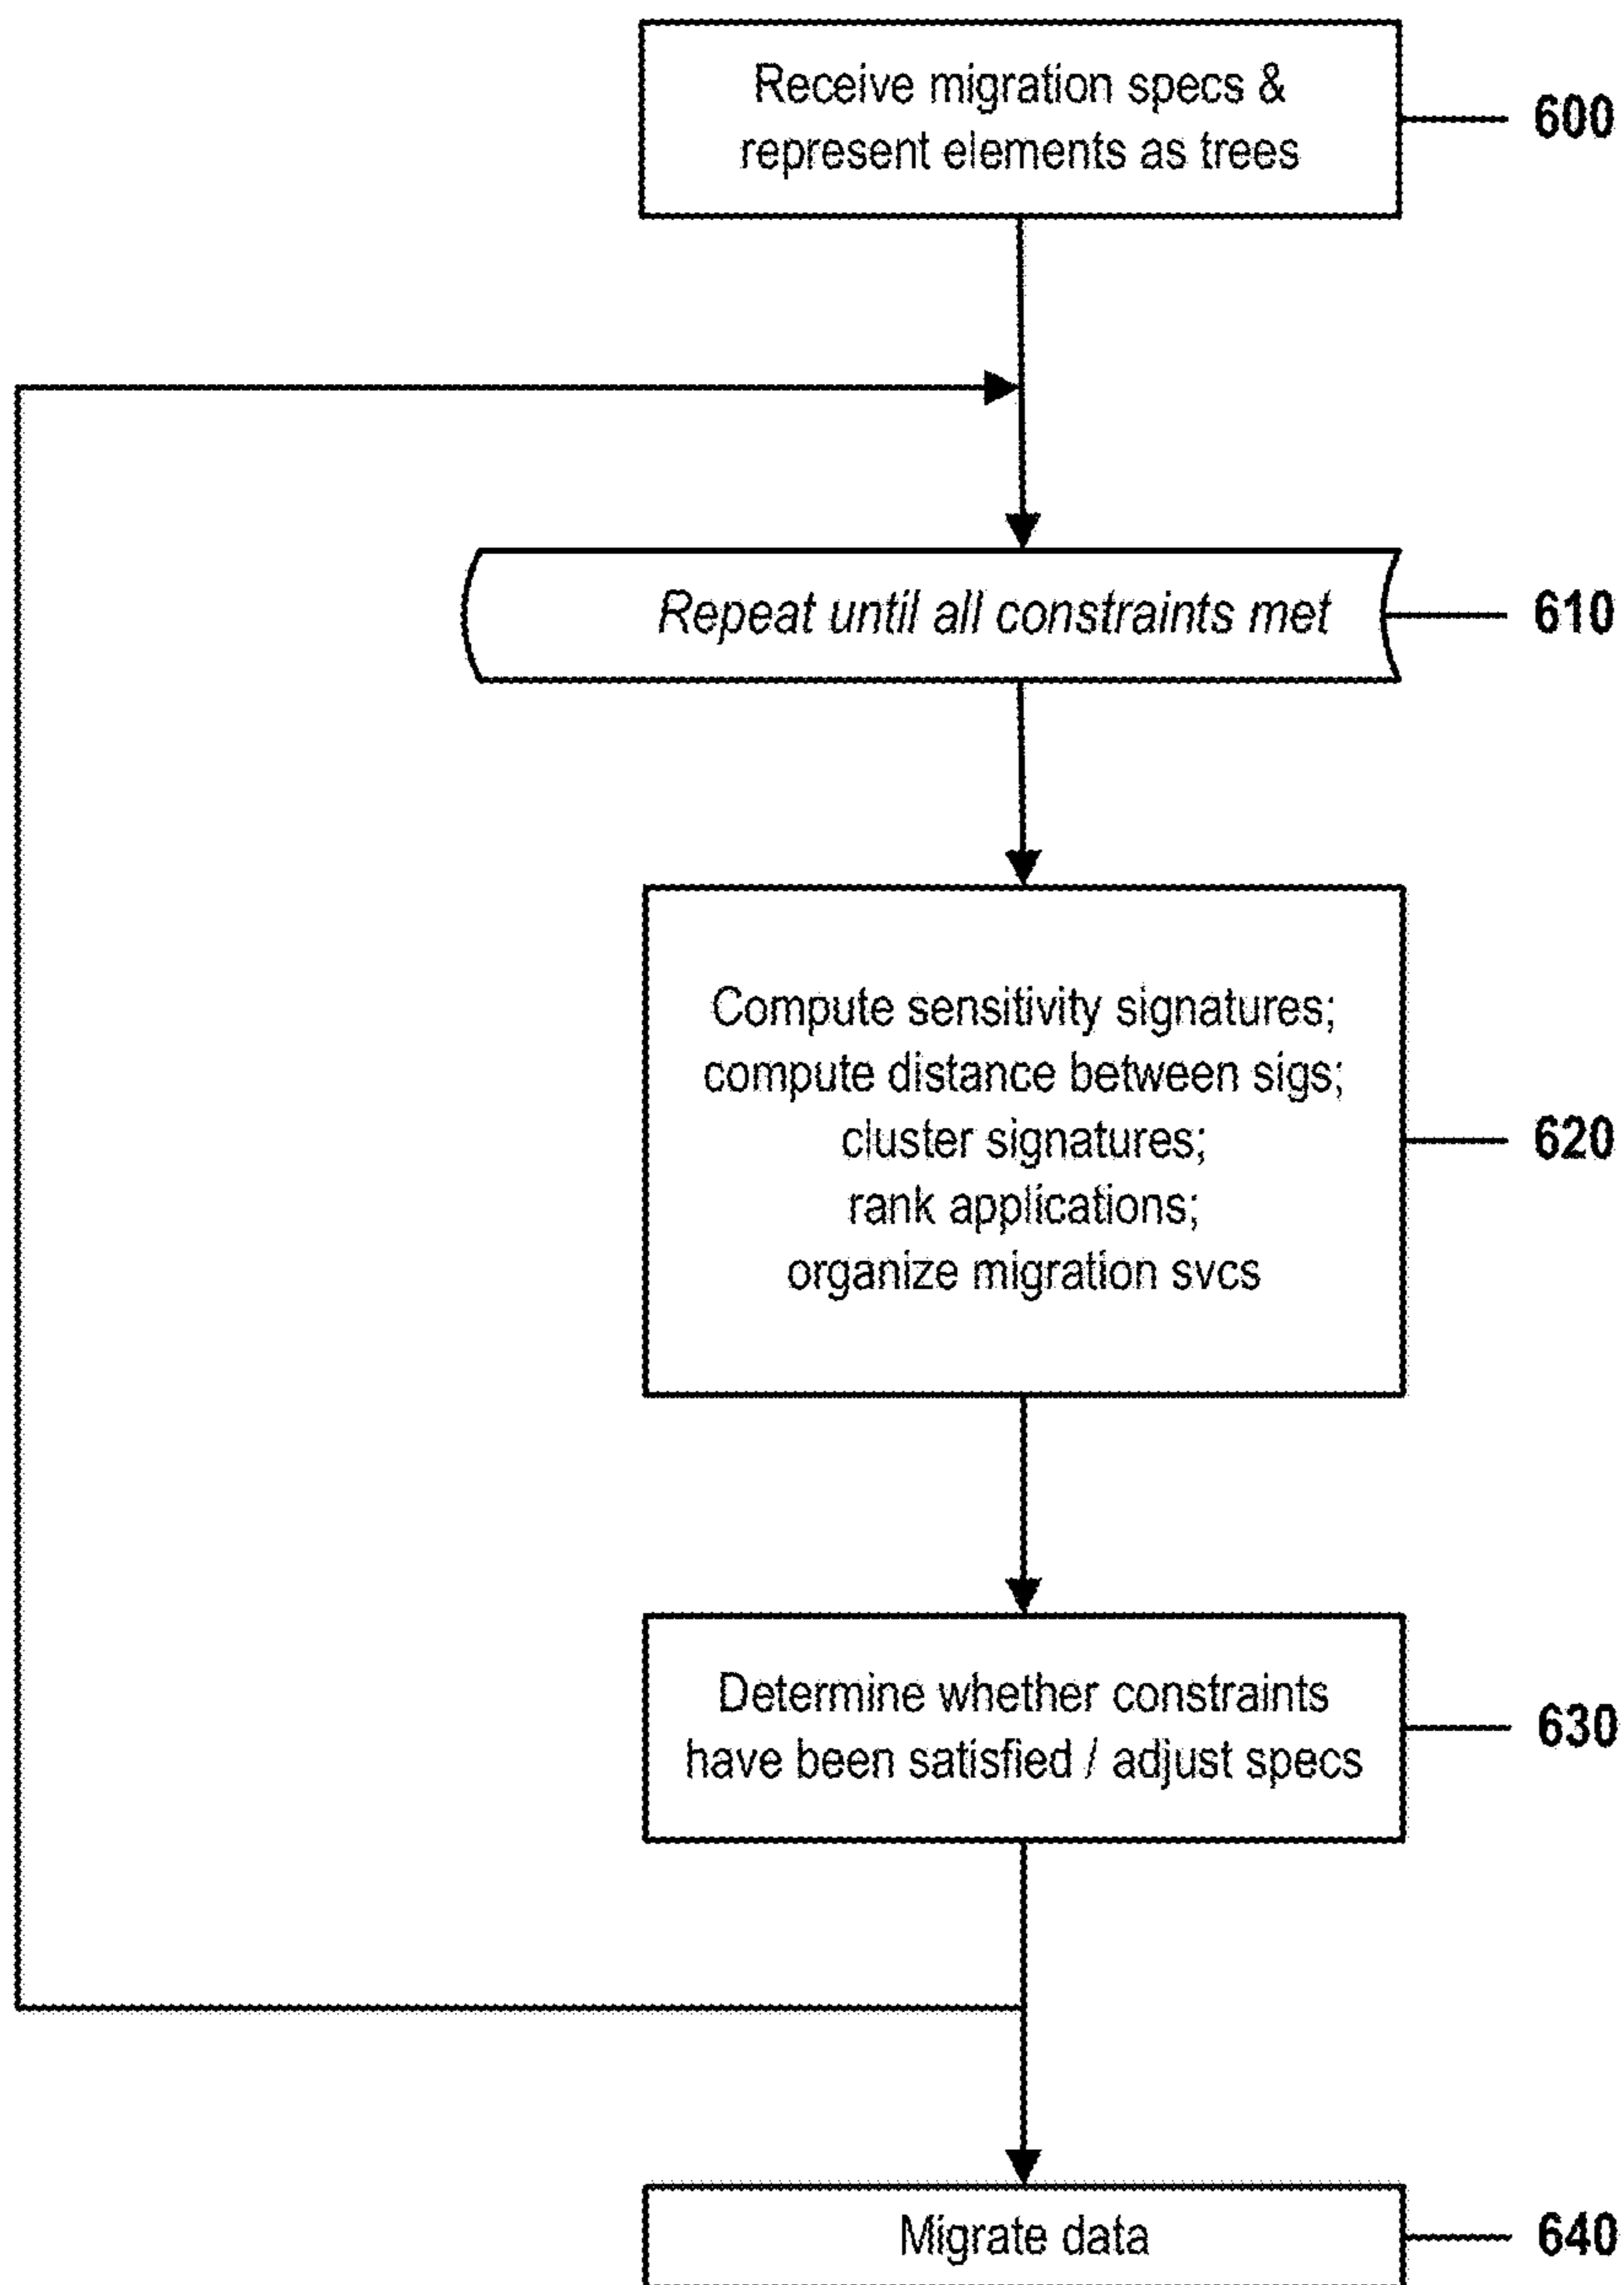 Receive migration specs &
represent elements as trees
600
Repeat until all constraints met
610
Compute sensitivity signatures;
compute distance between sigs;
cluster signatures;
rank applications;
organize migration svcs
620
Determine whether constraints
have been satisfied / adjust specs
630
Migrate data
640